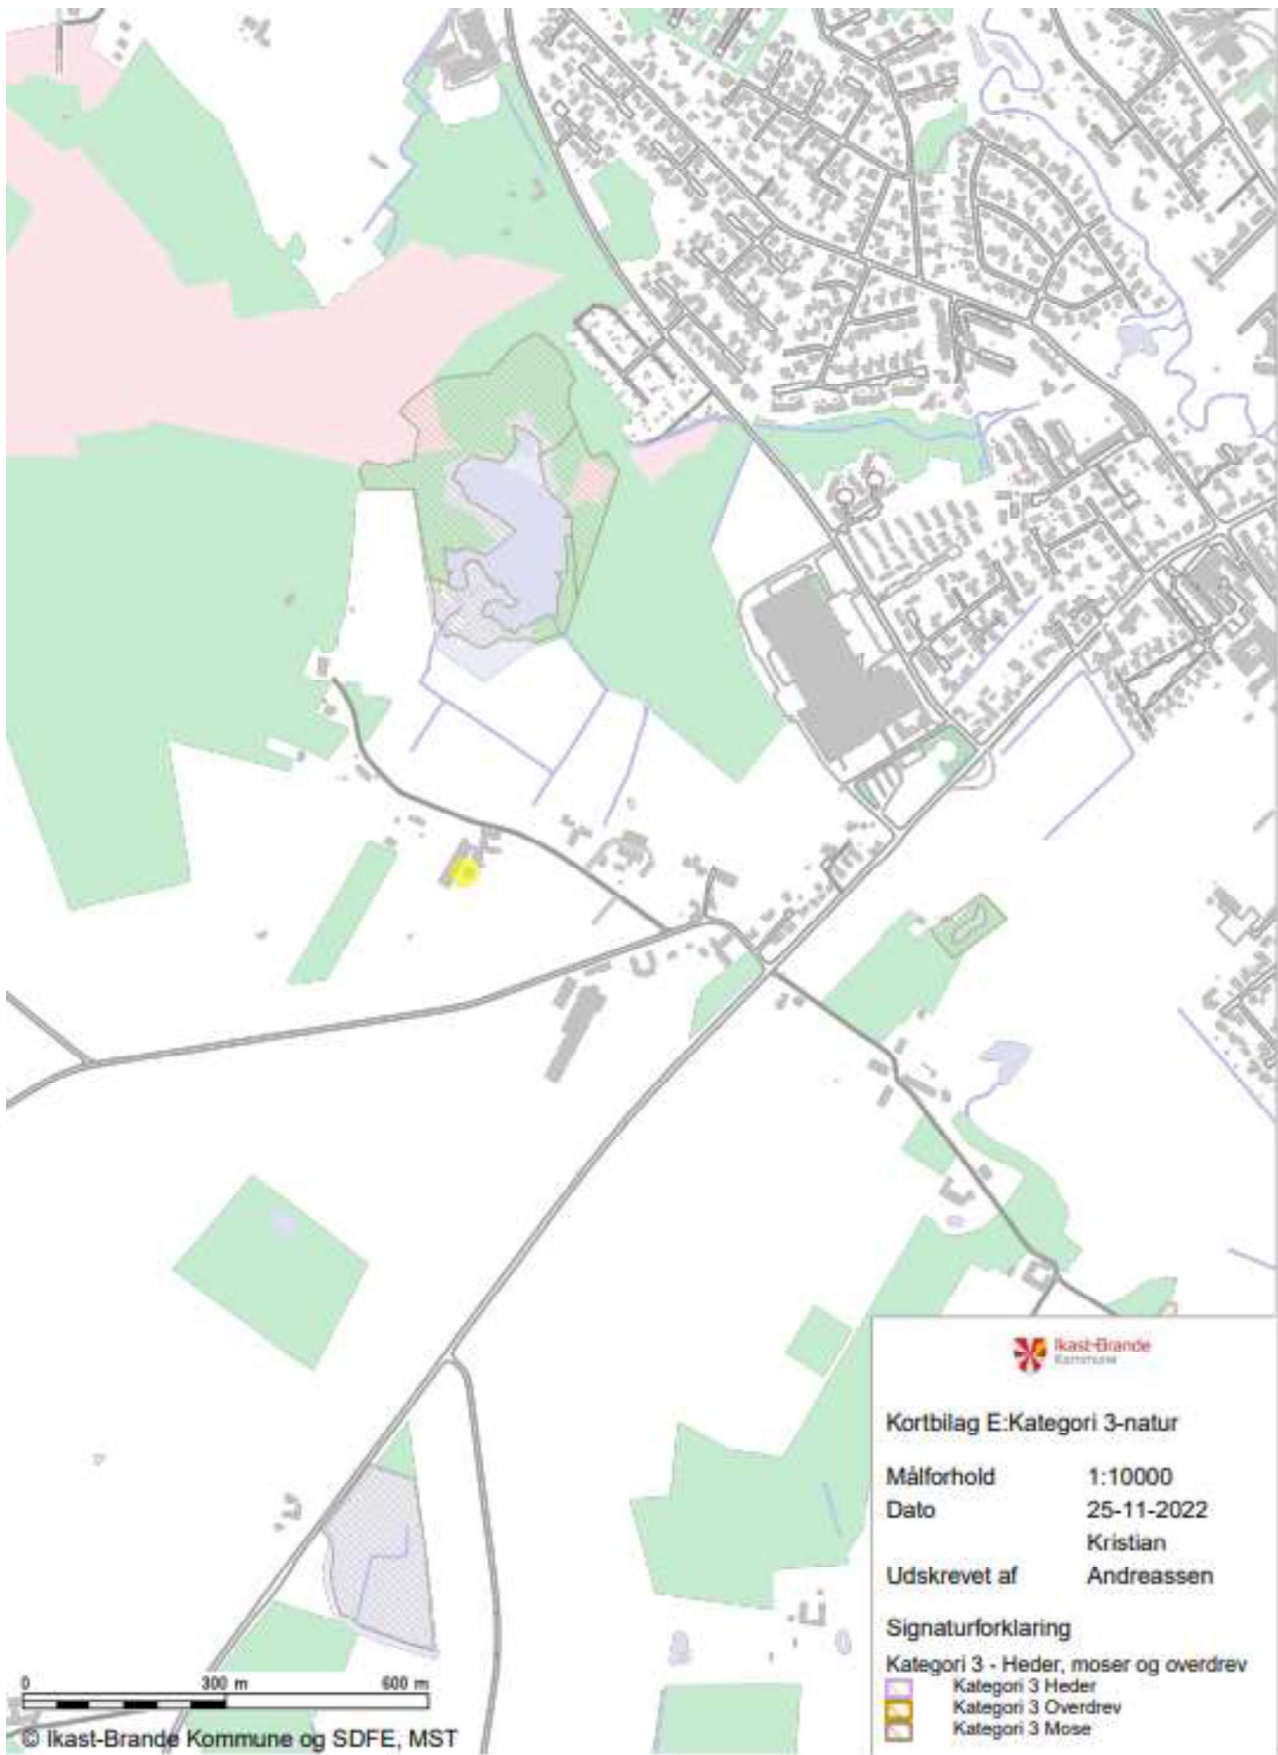 Ikast-Brande
Kommune
Kortbilag E:Kategori 3-natur
Målforhold 1:10000
Dato 25-11-2022
Kristian
Udskrevet af Andreassen
Signaturforklaring
Kategori 3 - Heder, moser og overdrev
Kategori 3 Heder
Kategori 3 Overdrev
Kategori 3 Mose
0 300 m 600 m
© Ikast-Brande Kommune og SDFE, MST